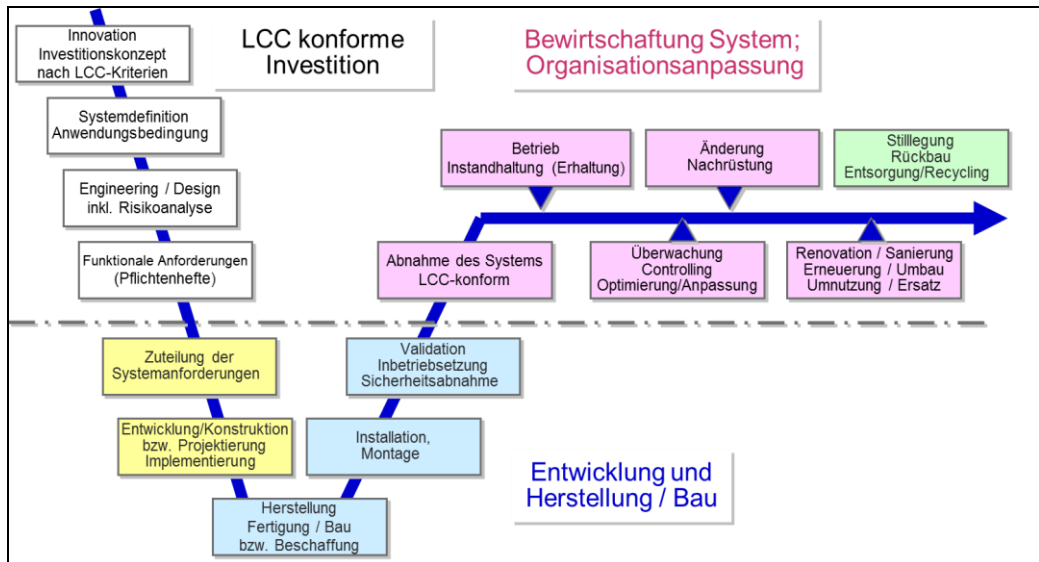 Innovation
Investitionskonzept
nach LCC-Kriterien
LCC konforme
Investition
Bewirtschaftung System;
Organisationsanpassung
Systemdefinition
Anwendungsbedingung
Engineering / Design
inkl. Risikoanalyse
Funktionale Anforderungen
(Pflichtenhefte)
Betrieb
Instandhaltung (Erhaltung)
Änderung
Nachrüstung
Stilllegung
Rückbau
Entsorgung/Recycling
Abnahme des Systems
LCC-konform
Überwachung
Controlling
Optimierung/Anpassung
Renovation / Sanierung
Erneuerung / Umbau
Umnutzung / Ersatz
Zuteilung der
Systemanforderungen
Validation
Inbetriebsetzung
Sicherheitsabnahme
Entwicklung/Konstruktion
bzw. Projektierung
Implementierung
Installation,
Montage
Herstellung
Fertigung / Bau
bzw. Beschaffung
Entwicklung und
Herstellung / Bau